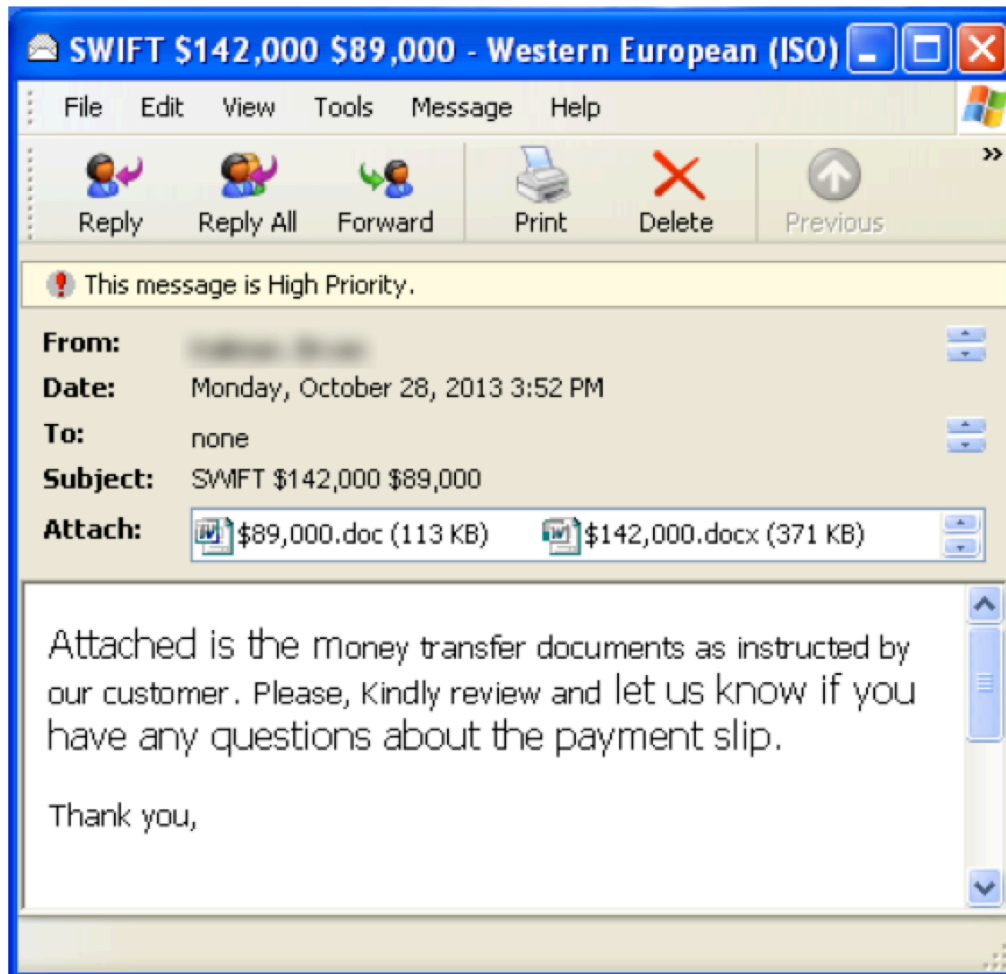 SWIFT $142,000 $89,000 - Western European (ISO)
File Edit View Tools Message Help
Reply Reply All Forward Print Delete Previous
This message is High Priority.
From:
Date: Monday, October 28, 2013 3:52 PM
To: none
Subject: SWIFT $142,000 $89,000
Attach: $89,000.doc (113 KB) $142,000.docx (371 KB)
Attached is the money transfer documents as instructed by
our customer. Please, Kindly review and let us know if you
have any questions about the payment slip.
Thank you,